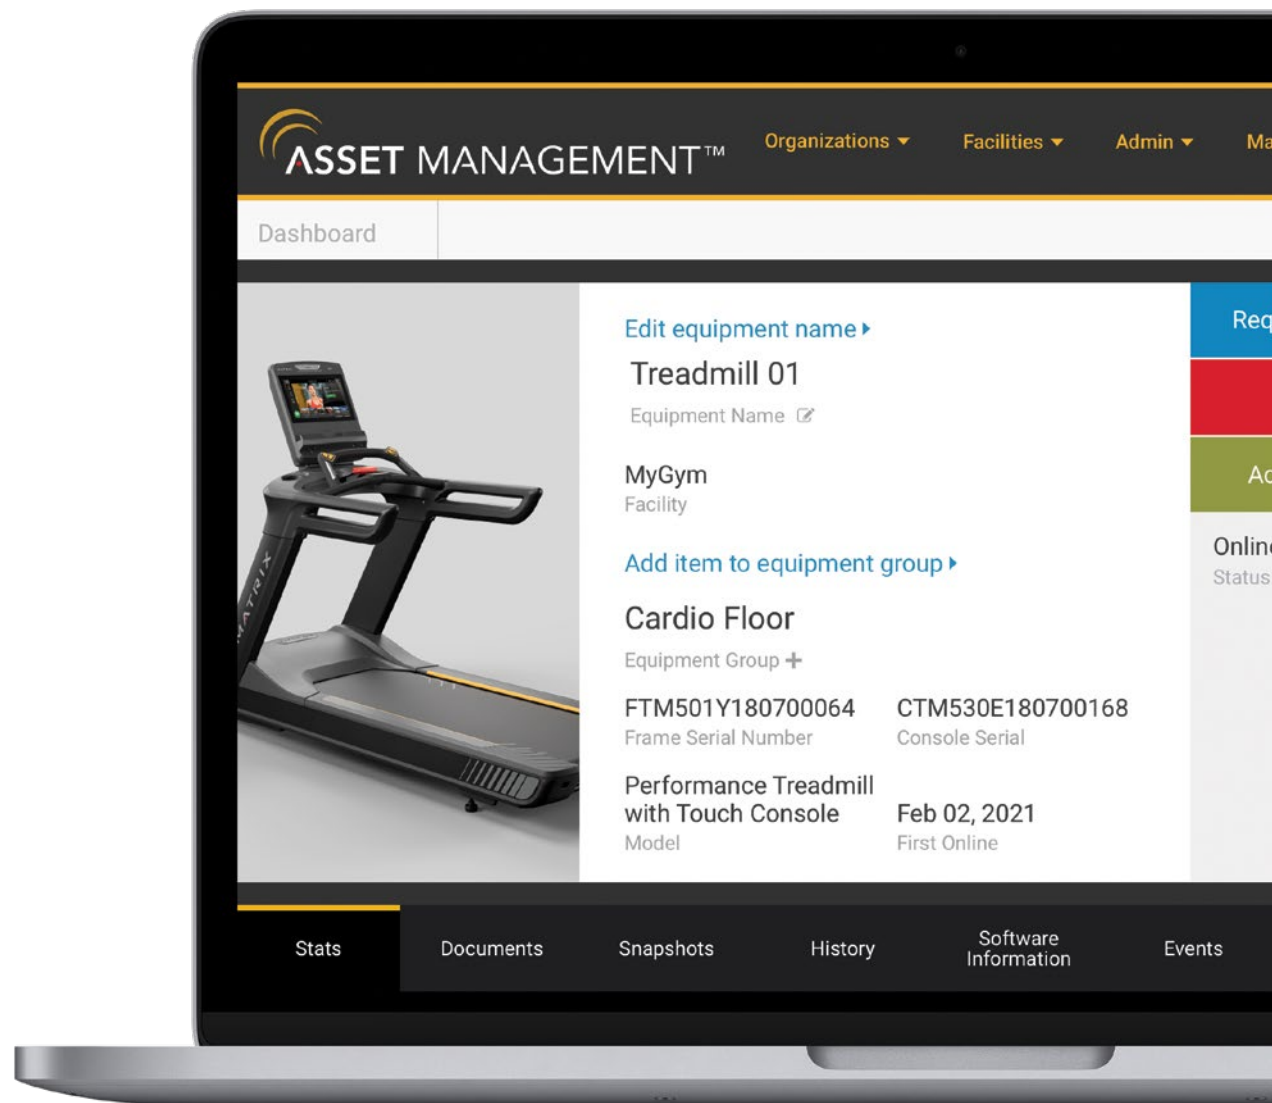 ASSET MANAGEMENT™
Organizations
Facilities
Admin
Dashboard
Edit equipment name
Treadmill 01
Equipment Name
MyGym
Facility
Add item to equipment group
Cardio Floor
Equipment Group +
FTM501Y180700064
CTM530E180700168
Frame Serial Number
Console Serial
Performance Treadmill
with Touch Console
Feb 02, 2021
Model
First Online
Status
MATRIX
Stats
Documents
Snapshots
History
Software
Information
Events